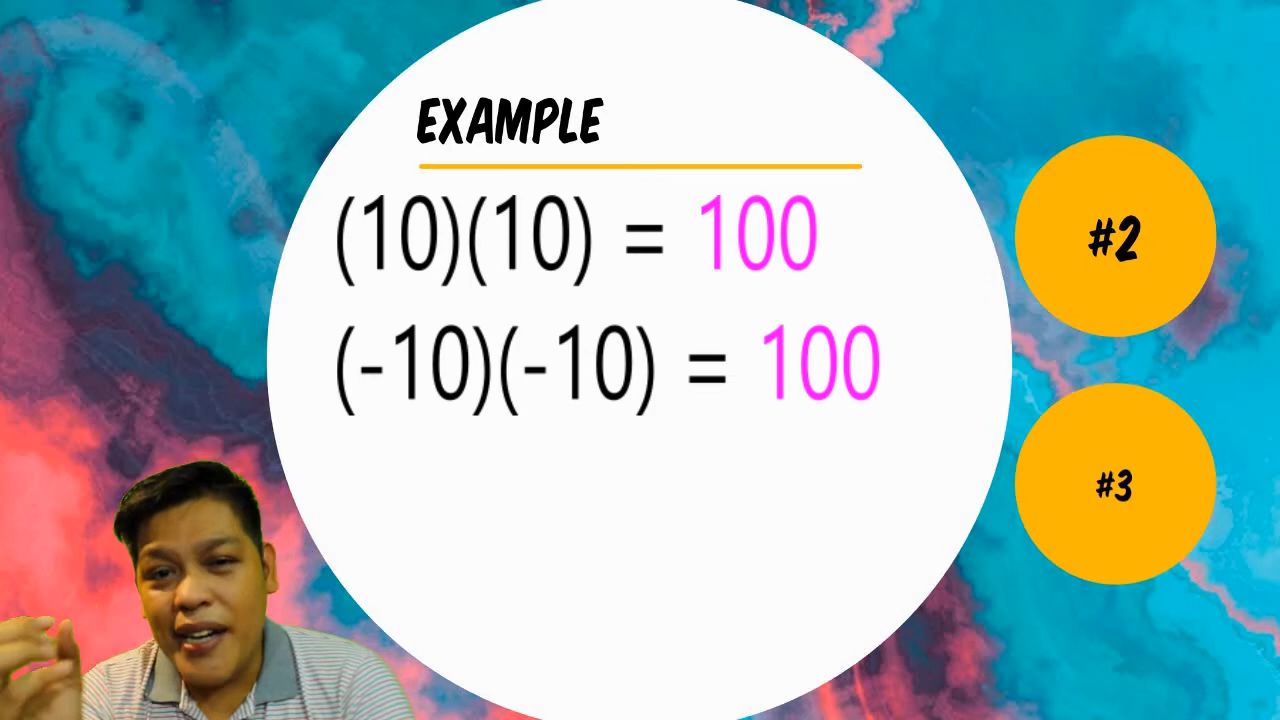 EXAMPLE
(10)(10) = 100
(-10)(-10) = 100
#2
#3